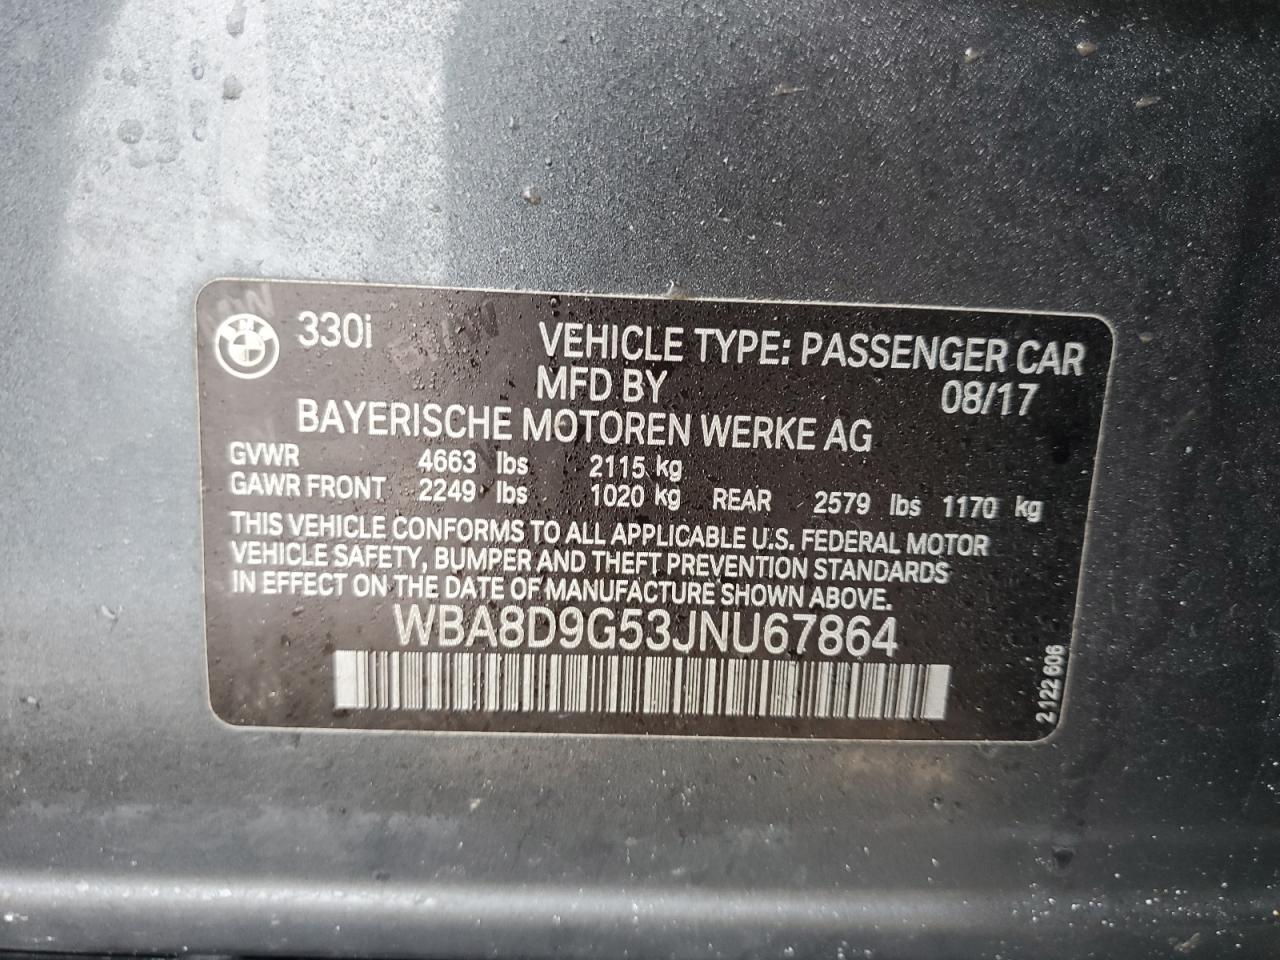 330i
VEHICLE TYPE: PASSENGER CAR
MFD BY 08/17
BAYERISCHE MOTOREN WERKE AG
GVWR 4663 lbs 2115 kg
GAWR FRONT 2249 lbs 1020 kg REAR 2579 lbs 1170 kg
THIS VEHICLE CONFORMS TO ALL APPLICABLE U.S. FEDERAL MOTOR
VEHICLE SAFETY, BUMPER AND THEFT PREVENTION STANDARDS
IN EFFECT ON THE DATE OF MANUFACTURE SHOWN ABOVE.
WBA8D9G53JNU67864
2 122 606